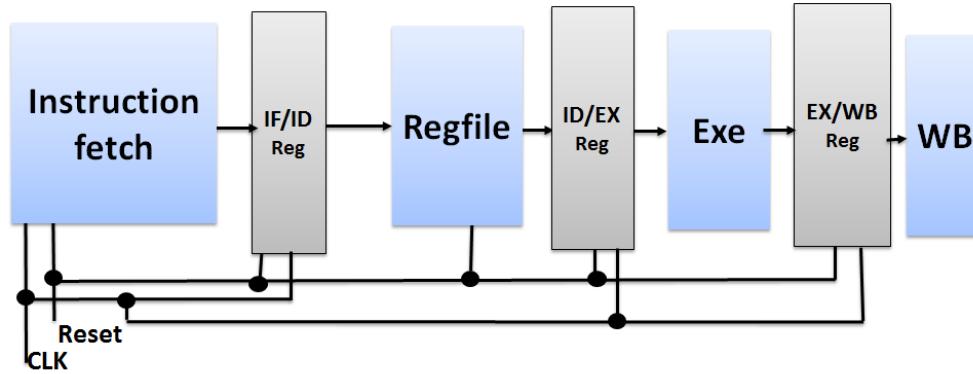 Instruction
fetch
IF/ID
Reg
Regfile
ID/EX
Reg
Exe
EX/WB
Reg
WB
Reset
CLK